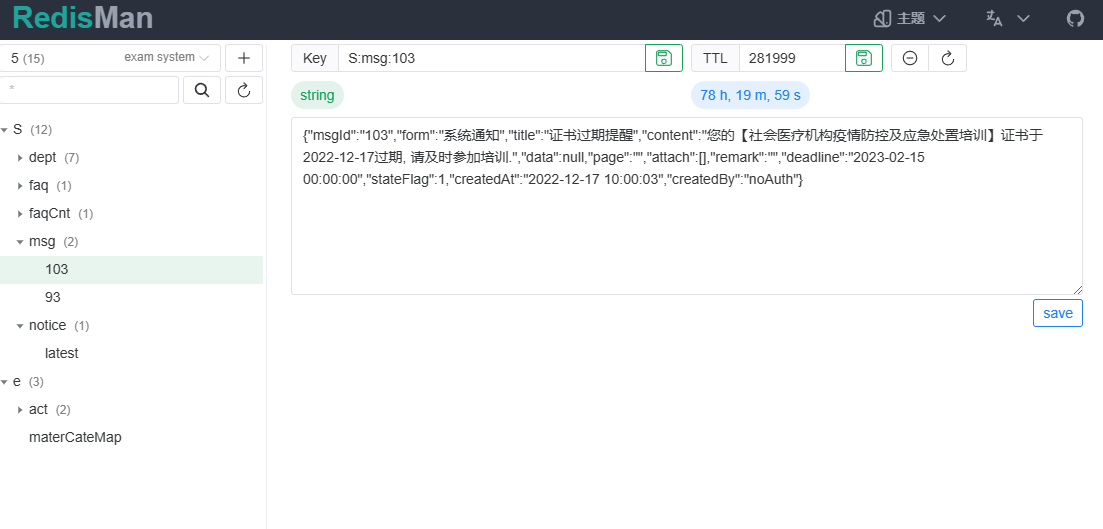 RedisMan
主题
5 (15)
exam system
*
S (12)
dept (7)
faq (1)
faqCnt (1)
msg (2)
103
93
notice (1)
latest
e (3)
act (2)
materCateMap
Key S:msg:103
TTL 281999
string
78 h, 19 m, 59 s
{"msgId":"103","form":"系统通知","title":"证书过期提醒","content":"您的【社会医疗机构疫情防控及应急处置培训】证书于
2022-12-17过期, 请及时参加培训.","data":null,"page":"","attach":[],"remark":"","deadline":"2023-02-15
00:00:00","stateFlag":1,"createdAt":"2022-12-17 10:00:03","createdBy":"noAuth"}
save